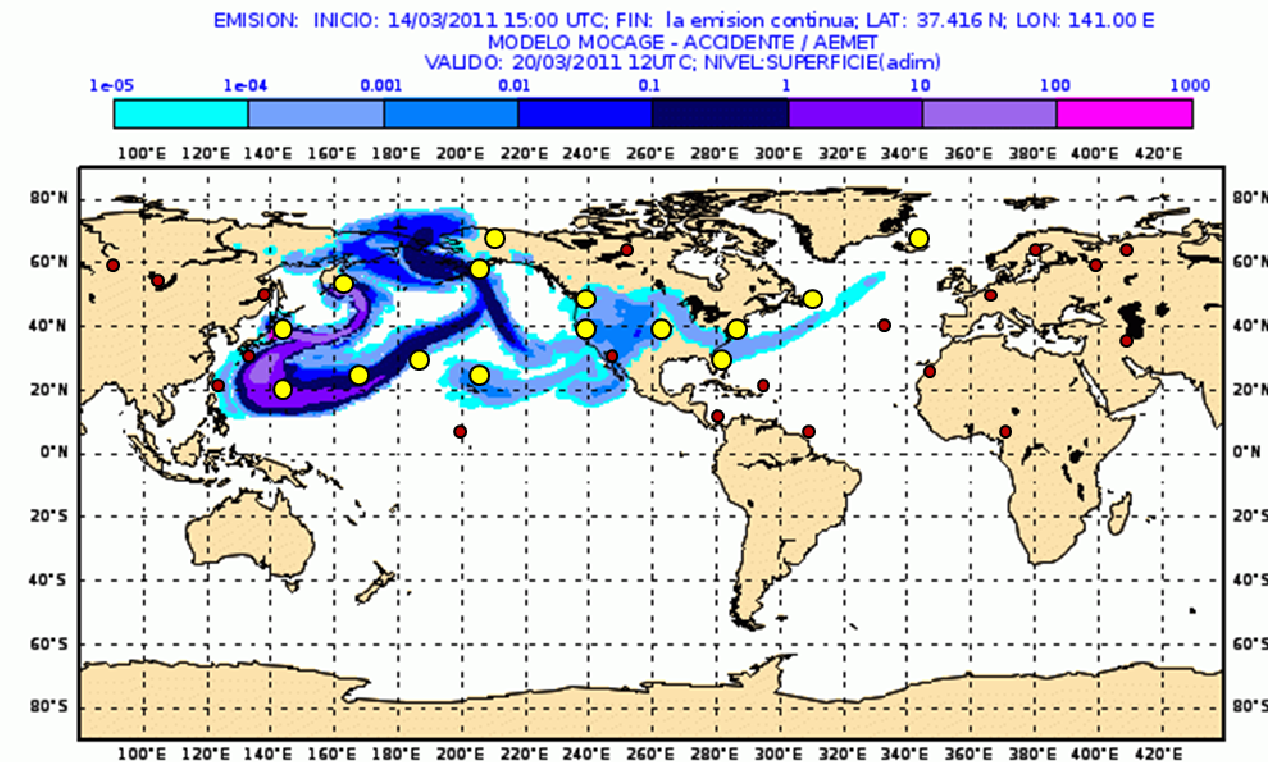 EMISION: INICIO: 14/03/2011 15:00 UTC; FIN: la emision continua; LAT: 37.416 N; LON: 141.00 E
MODELO MOCAGE - ACCIDENTE / AEMET
VALIDO: 20/03/2011 12UTC; NIVEL:SUPERFICIE(adim)
1e-05 1e-04 0.001 0.01 0.1 1 10 100 1000
100°E 120°E 140°E 160°E 180°E 200°E 220°E 240°E 260°E 280°E 300°E 320°E 340°E 360°E 380°E 400°E 420°E
80°N 80°N
60°N 60°N
40°N 40°N
20°N 20°N
0°N 0°N
20°S 20°S
40°S 40°S
60°S 60°S
80°S 80°S
100°E 120°E 140°E 160°E 180°E 200°E 220°E 240°E 260°E 280°E 300°E 320°E 340°E 360°E 380°E 400°E 420°E